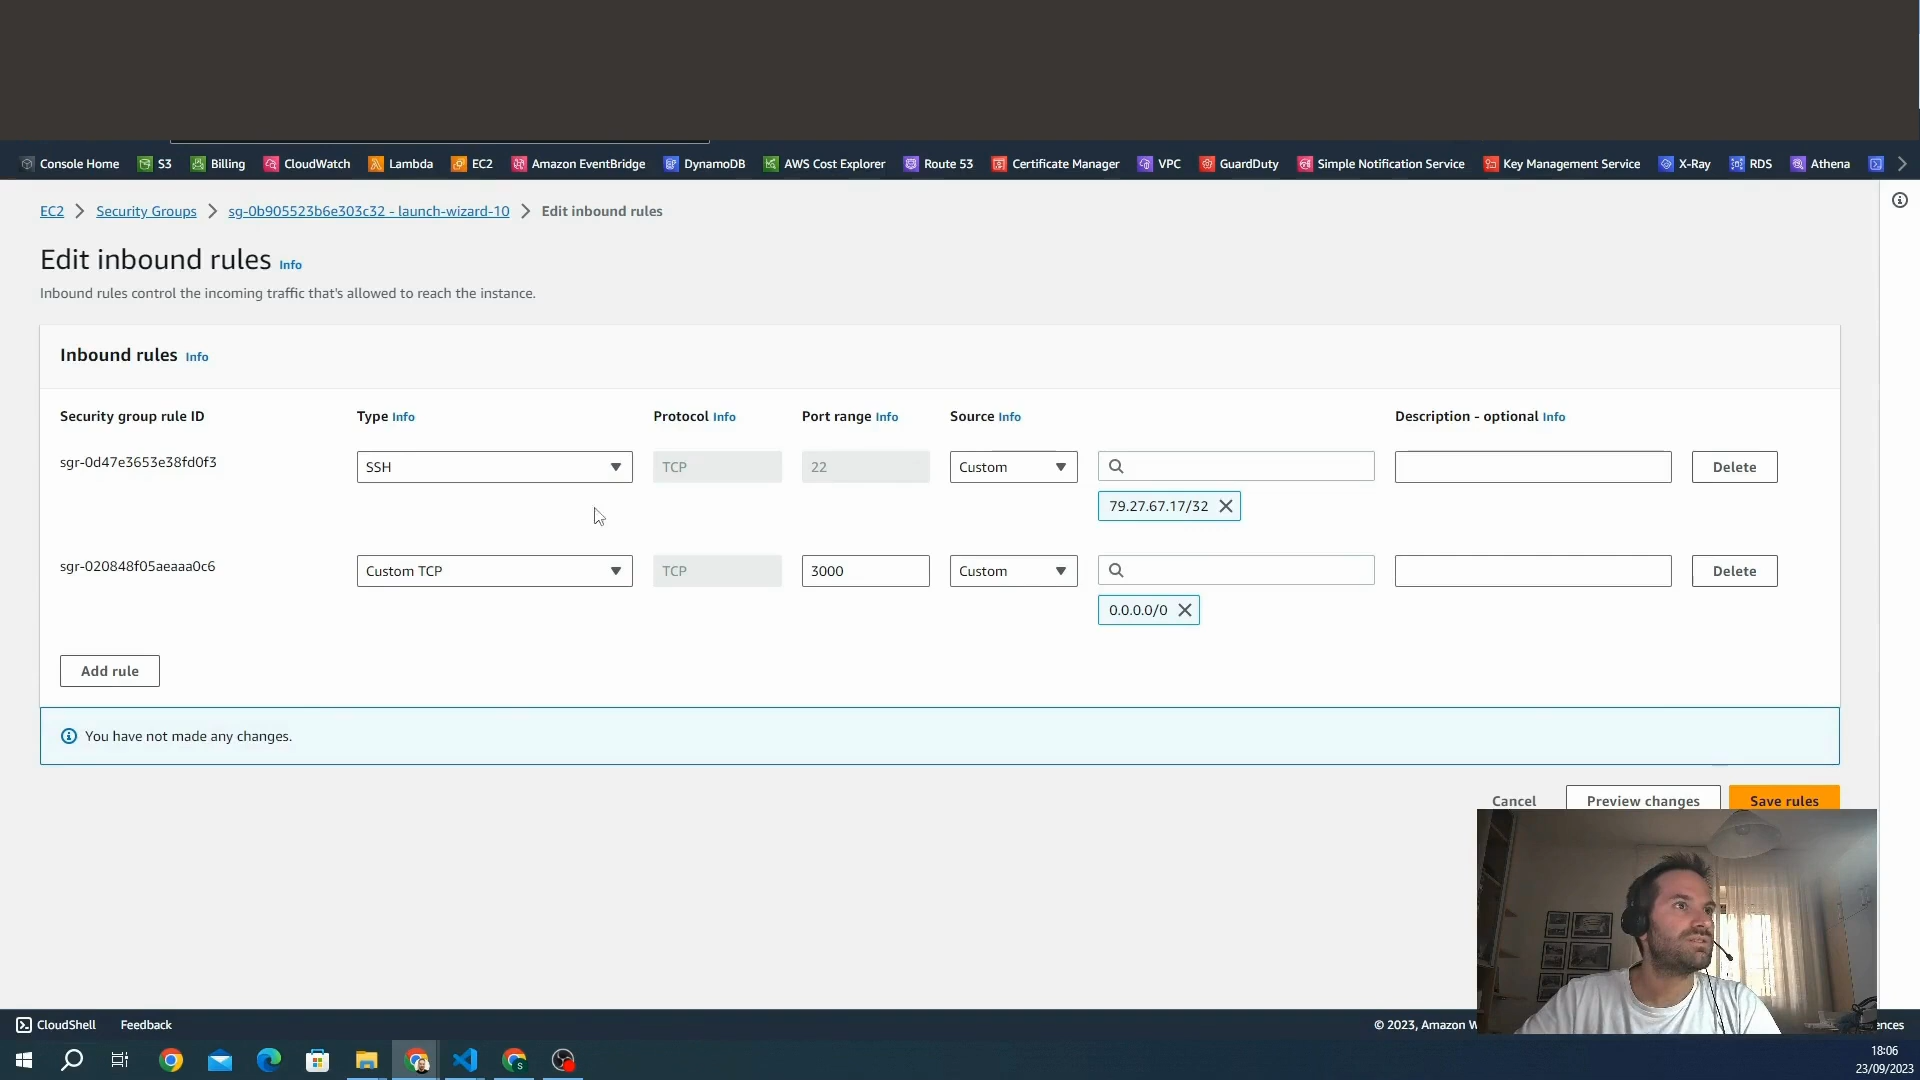 Console Home S3 Billing CloudWatch Lambda EC2 Amazon EventBridge DynamoDB AWS Cost Explorer Route 53 Certificate Manager VPC GuardDuty Simple Notification Service Key Management Service X-Ray RDS Athena
EC2 Security Groups sg-0b905523b6e303c32 - launch-wizard-10 Edit inbound rules
Edit inbound rules Info
Inbound rules control the incoming traffic that's allowed to reach the instance.
Inbound rules Info
Security group rule ID Type Info Protocol Info Port range Info Source Info Description - optional Info
sgr-0d47e3653e38fd0f3 SSH TCP 22 Custom Delete
79.27.67.17/32
sgr-020848f05aeaaa0c6 Custom TCP TCP 3000 Custom Delete
0.0.0.0/0
Add rule
You have not made any changes.
Cancel Preview changes Save rules
CloudShell Feedback © 2023, Amazon W ences
18:06
23/09/2023